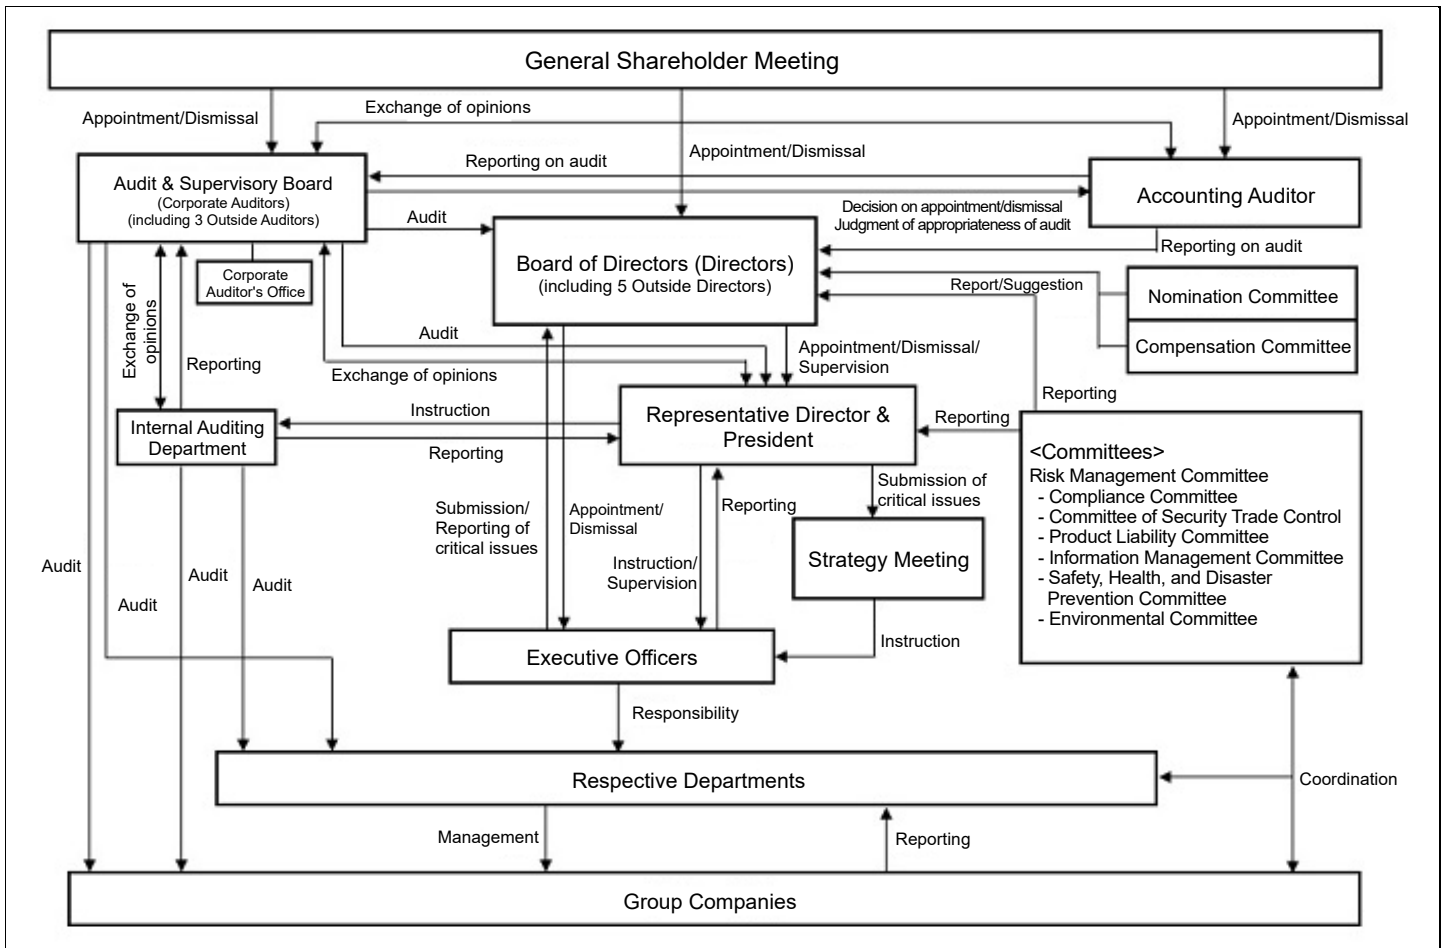 General Shareholder Meeting
Appointment/Dismissal
Exchange of opinions
Appointment/Dismissal
Appointment/Dismissal
Reporting on audit
Audit & Supervisory Board
(Corporate Auditors)
(including 3 Outside Auditors)
Accounting Auditor
Audit
Decision on appointment/dismissal
Judgment of appropriateness of audit
Reporting on audit
Board of Directors (Directors)
(including 5 Outside Directors)
Corporate
Auditor's Office
Report/Suggestion
Nomination Committee
Compensation Committee
Exchange of
opinions
Reporting
Audit
Exchange of opinions
Appointment/Dismissal/
Supervision
Reporting
Instruction
Representative Director &
President
Reporting
Internal Auditing
Department
Reporting
<Committees>
Risk Management Committee
- Compliance Committee
- Committee of Security Trade Control
- Product Liability Committee
- Information Management Committee
- Safety, Health, and Disaster
Prevention Committee
- Environmental Committee
Submission/
Reporting of
critical issues
Appointment/
Dismissal
Reporting
Submission of
critical issues
Instruction/
Supervision
Strategy Meeting
Audit
Audit
Audit
Audit
Executive Officers
Instruction
Responsibility
Respective Departments
Coordination
Management
Reporting
Group Companies